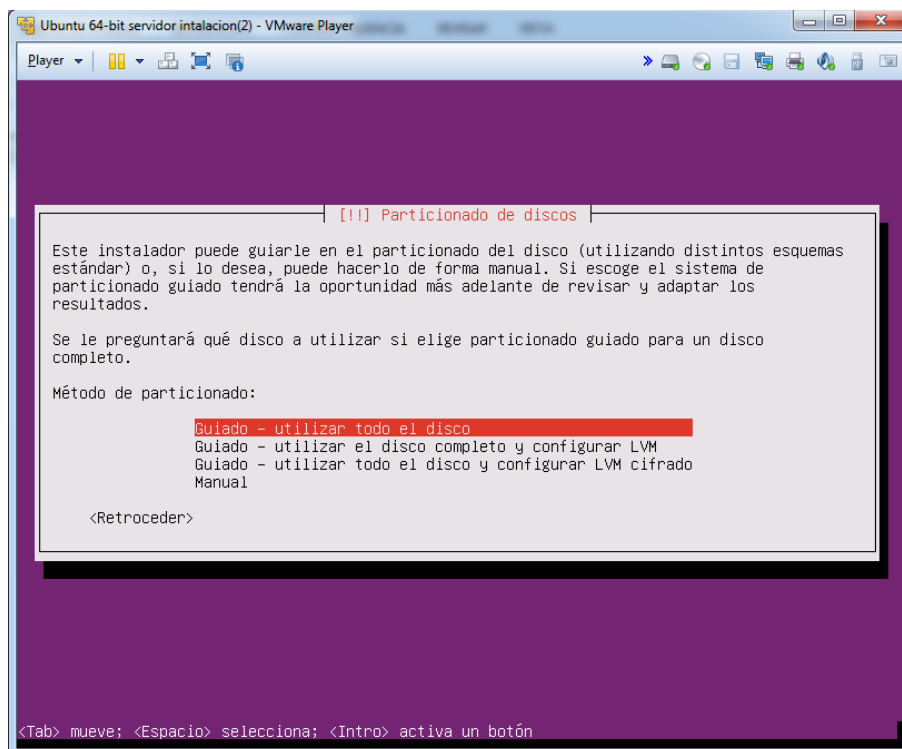 Ubuntu 64-bit servidor intalacion(2) - VMware Player
Player
[!!] Particionado de discos
Este instalador puede guiarle en el particionado del disco (utilizando distintos esquemas
estándar) o, si lo desea, puede hacerlo de forma manual. Si escoge el sistema de
particionado guiado tendrá la oportunidad más adelante de revisar y adaptar los
resultados.
Se le preguntará qué disco a utilizar si elige particionado guiado para un disco
completo.
Método de particionado:
Guiado – utilizar todo el disco
Guiado – utilizar el disco completo y configurar LVM
Guiado – utilizar todo el disco y configurar LVM cifrado
Manual
<Retroceder>
<Tab> mueve; <Espacio> selecciona; <Intro> activa un botón